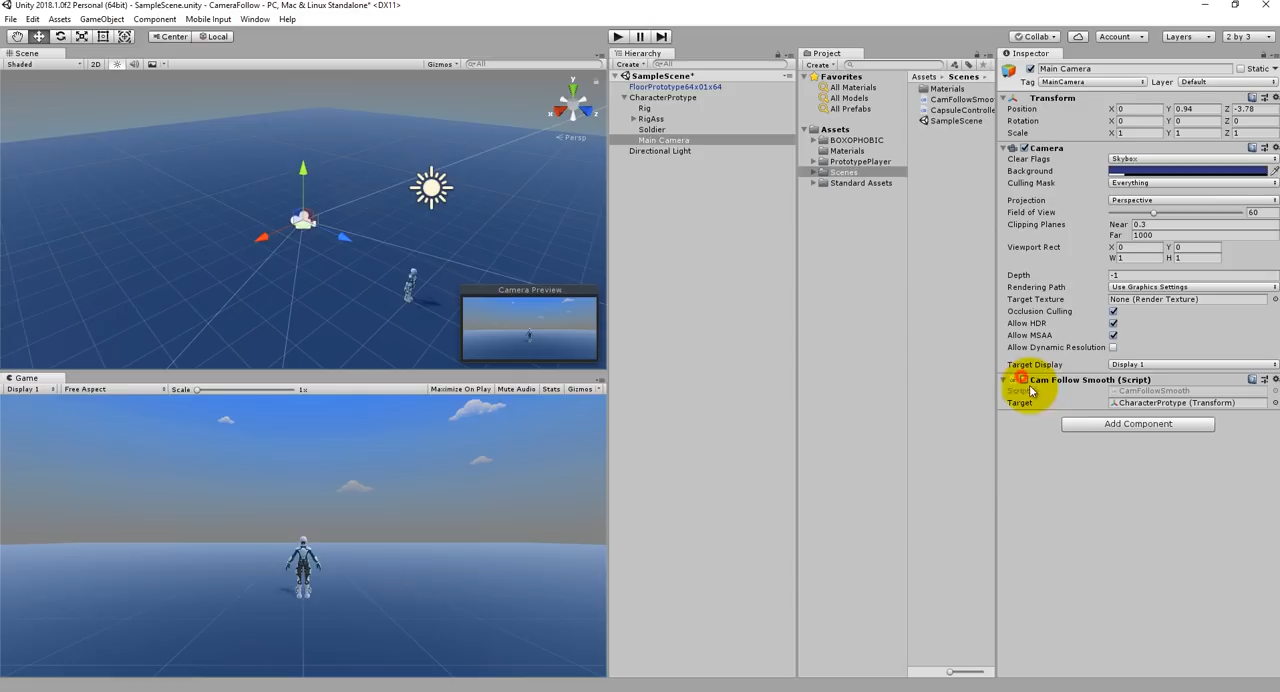 Unity 2018.1.0f2 Personal (64bit) - SampleScene.unity - CameraFollow - PC, Mac & Linux Standalone* <DX11>
File Edit Assets GameObject Component Mobile Input Window Help
Center Local Collab Account Layers 2 by 3
Scene
Shaded 2D Gizmos All
y
x z
Persp
Camera Preview
Game
Display 1 Free Aspect Scale 1x Maximize On Play Mute Audio Stats Gizmos
Hierarchy
Create All
SampleScene*
FloorPrototype64x01x64
CharacterProtype
Rig
RigAss
Soldier
Main Camera
Directional Light
Project
Create
Favorites
All Materials
All Models
All Prefabs
Assets
BOXOPHOBIC
Materials
PrototypePlayer
Scenes
Standard Assets
Assets Scenes
Materials
CamFollowSmoo
CapsuleControlle
SampleScene
Inspector
Main Camera Static
Tag MainCamera Layer Default
Transform
Position X 0 Y 0.94 Z -3.78
Rotation X 0 Y 0 Z 0
Scale X 1 Y 1 Z 1
Camera
Clear Flags Skybox
Background
Culling Mask Everything
Projection Perspective
Field of View 60
Clipping Planes Near 0.3
Far 1000
Viewport Rect X 0 Y 0
W 1 H 1
Depth -1
Rendering Path Use Graphics Settings
Target Texture None (Render Texture)
Occlusion Culling
Allow HDR
Allow MSAA
Allow Dynamic Resolution
Target Display Display 1
Cam Follow Smooth (Script)
CamFollowSmooth
Target CharacterProtype (Transform)
Add Component